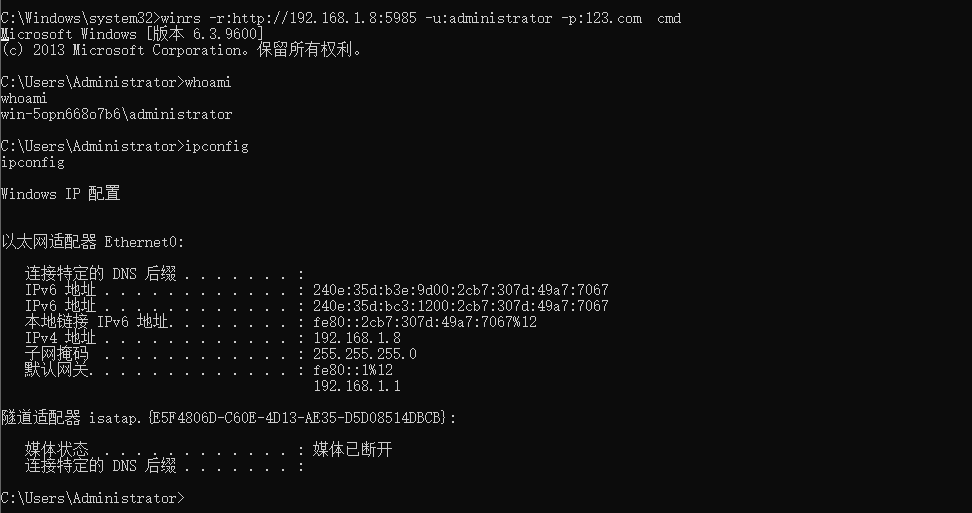 C:\Windows\system32>winrs -r:http://192.168.1.8:5985 -u:administrator -p:123.com  cmd
Microsoft Windows [版本 6.3.9600]
(c) 2013 Microsoft Corporation。保留所有权利。
C:\Users\Administrator>whoami
whoami
win-5opn668o7b6\administrator
C:\Users\Administrator>ipconfig
ipconfig
Windows IP 配置
以太网适配器 Ethernet0:
连接特定的 DNS 后缀 . . . . . . . :
IPv6 地址 . . . . . . . . . . . . : 240e:35d:b3e:9d00:2cb7:307d:49a7:7067
IPv6 地址 . . . . . . . . . . . . : 240e:35d:bc3:1200:2cb7:307d:49a7:7067
本地链接 IPv6 地址. . . . . . . . : fe80::2cb7:307d:49a7:7067%12
IPv4 地址 . . . . . . . . . . . . : 192.168.1.8
子网掩码  . . . . . . . . . . . . : 255.255.255.0
默认网关. . . . . . . . . . . . . : fe80::1%12
192.168.1.1
隧道适配器 isatap.{E5F4806D-C60E-4D13-AE35-D5D08514DBCB}:
媒体状态  . . . . . . . . . . . . : 媒体已断开
连接特定的 DNS 后缀 . . . . . . . :
C:\Users\Administrator>